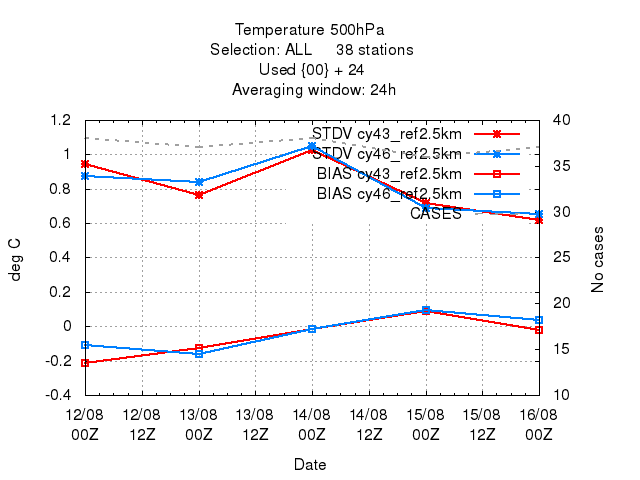 Temperature 500hPa
Selection: ALL 38 stations
Used {00} + 24
Averaging window: 24h
1.2
1
0.8
0.6
0.4
0.2
0
-0.2
-0.4
deg C
40
35
30
25
20
15
10
No cases
STDV cy43_ref2.5km
STDV cy46_ref2.5km
BIAS cy43_ref2.5km
BIAS cy46_ref2.5km
CASES
12/08 12/08 13/08 13/08 14/08 14/08 15/08 15/08 16/08
00Z 12Z 00Z 12Z 00Z 12Z 00Z 12Z 00Z
Date